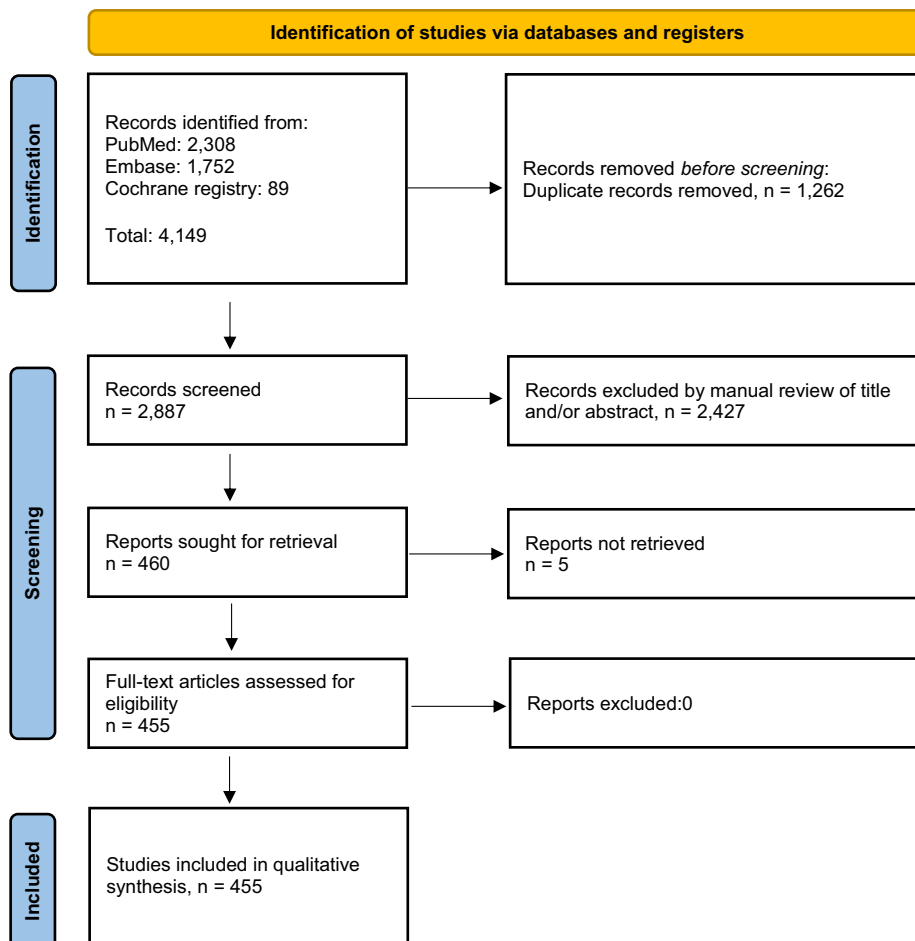 Identification of studies via databases and registers
Identification
Records identified from:
PubMed: 2,308
Embase: 1,752
Cochrane registry: 89
Total: 4,149
Records removed before screening:
Duplicate records removed, n = 1,262
Screening
Records screened
n = 2,887
Records excluded by manual review of title
and/or abstract, n = 2,427
Reports sought for retrieval
n = 460
Reports not retrieved
n = 5
Full-text articles assessed for
eligibility
n = 455
Reports excluded:0
Included
Studies included in qualitative
synthesis, n = 455